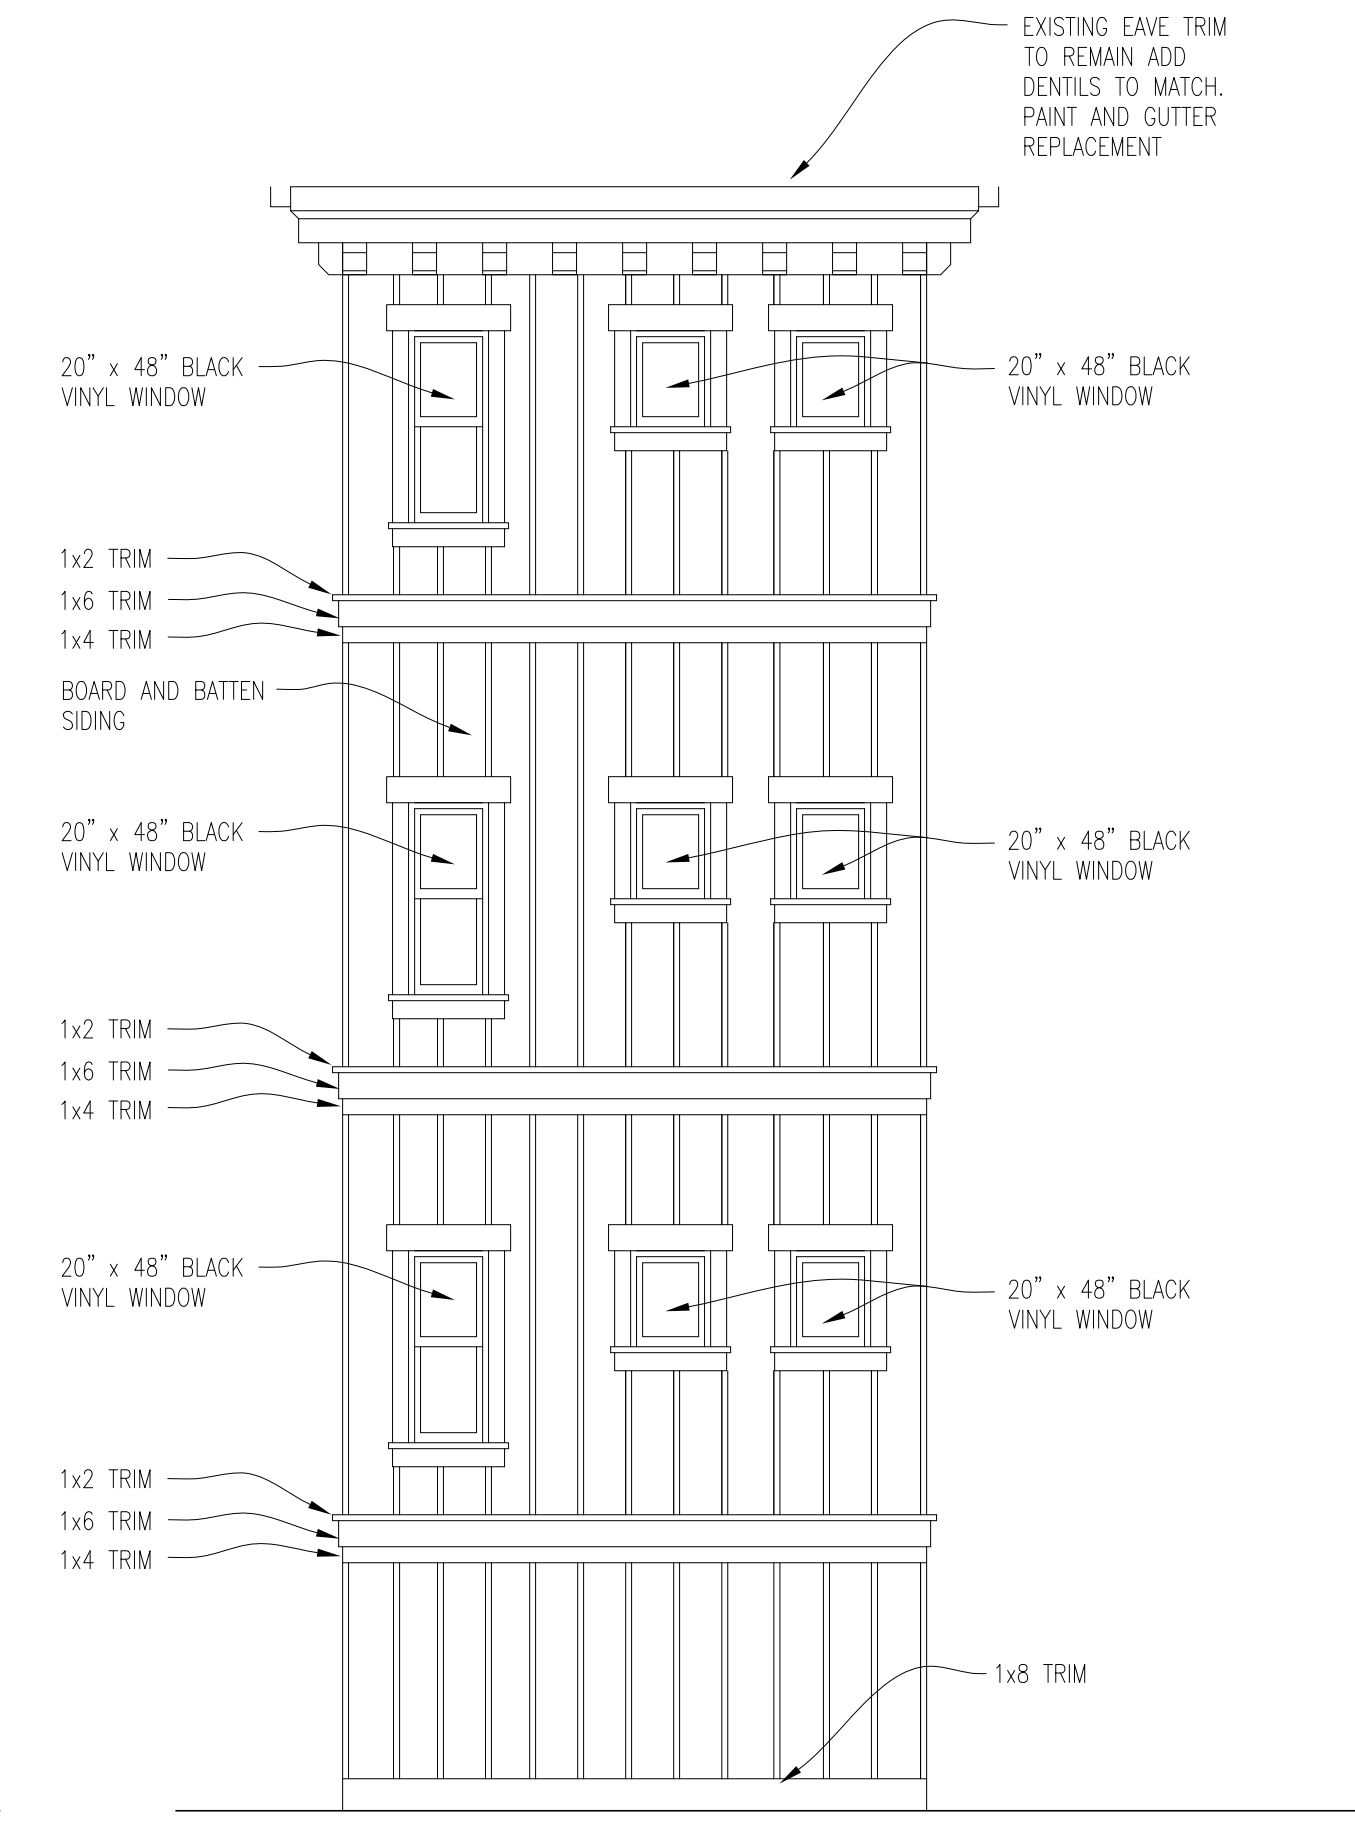 EXISTING EAVE TRIM
TO REMAIN ADD
DENTILS TO MATCH.
PAINT AND GUTTER
REPLACEMENT
20" x 48" BLACK
VINYL WINDOW
20" x 48" BLACK
VINYL WINDOW
1x2 TRIM
1x6 TRIM
1x4 TRIM
BOARD AND BATTEN
SIDING
20" x 48" BLACK
VINYL WINDOW
20" x 48" BLACK
VINYL WINDOW
1x2 TRIM
1x6 TRIM
1x4 TRIM
20" x 48" BLACK
VINYL WINDOW
20" x 48" BLACK
VINYL WINDOW
1x2 TRIM
1x6 TRIM
1x4 TRIM
1x8 TRIM